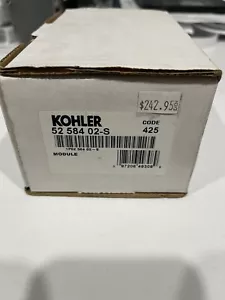 $242.958
KOHLER
CODE
52 584 02-S
425
MODULE